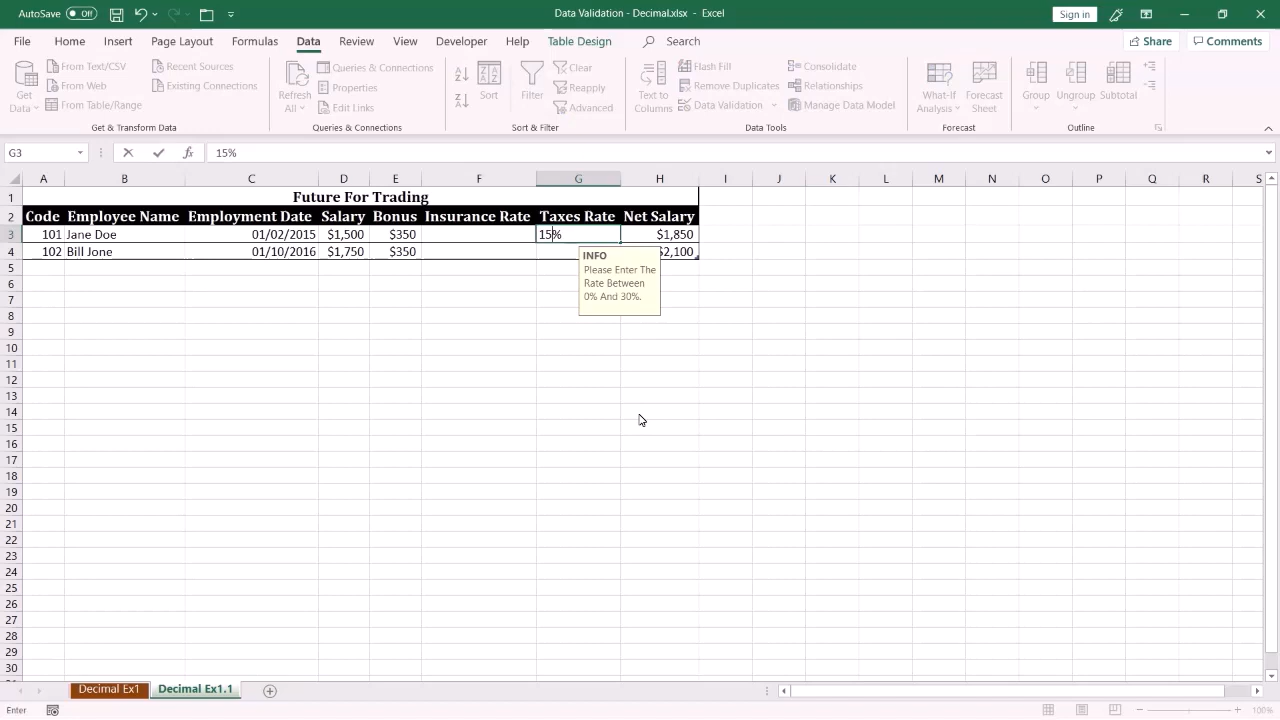 AutoSave Off
Data Validation - Decimal.xlsx - Excel
Sign in
File Home Insert Page Layout Formulas Data Review View Developer Help Table Design Search Share Comments
Get Data
From Text/CSV
From Web
From Table/Range
Recent Sources
Existing Connections
Get & Transform Data
Refresh All
Queries & Connections
Properties
Edit Links
Queries & Connections
Sort
Filter
Clear
Reapply
Advanced
Sort & Filter
Text to Columns
Flash Fill
Remove Duplicates
Data Validation
Consolidate
Relationships
Manage Data Model
Data Tools
What-If Analysis
Forecast Sheet
Forecast
Group
Ungroup
Subtotal
Outline
G3 fx 15%
A B C D E F G H I J K L M N O P Q R S
1 Future For Trading
2 Code Employee Name Employment Date Salary Bonus Insurance Rate Taxes Rate Net Salary
3 101 Jane Doe 01/02/2015 $1,500 $350 15% $1,850
4 102 Bill Jone 01/10/2016 $1,750 $350 $2,100
INFO
Please Enter The
Rate Between
0% And 30%.
5
6
7
8
9
10
11
12
13
14
15
16
17
18
19
20
21
22
23
24
25
26
27
28
29
30
Decimal Ex1 Decimal Ex1.1
Enter
100%